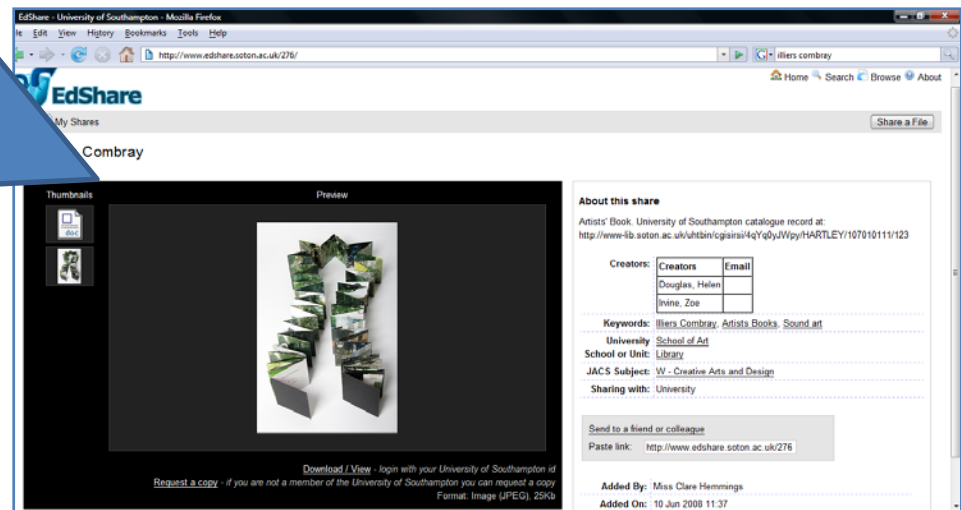 EdShare - University of Southampton - Mozilla Firefox
le Edit View History Bookmarks Tools Help
http://www.edshare.soton.ac.uk/276/
illiers combray
Home Search Browse About
EdShare
My Shares
Share a File
Combray
Thumbnails
Preview
doc
Download / View - login with your University of Southampton id
Request a copy - if you are not a member of the University of Southampton you can request a copy
Format: Image (JPEG), 25Kb
About this share
Artists' Book. University of Southampton catalogue record at:
http://www-lib.soton.ac.uk/uhtbin/cgisirsi/4qYq0yJWpy/HARTLEY/107010111/123
Creators: Creators Email
Douglas, Helen
Irvine, Zoe
Keywords: Illiers Combray, Artists Books, Sound art
University School of Art
School or Unit: Library
JACS Subject: W - Creative Arts and Design
Sharing with: University
Send to a friend or colleague
Paste link: http://www.edshare.soton.ac.uk/276
Added By: Miss Clare Hemmings
Added On: 10 Jun 2008 11:37